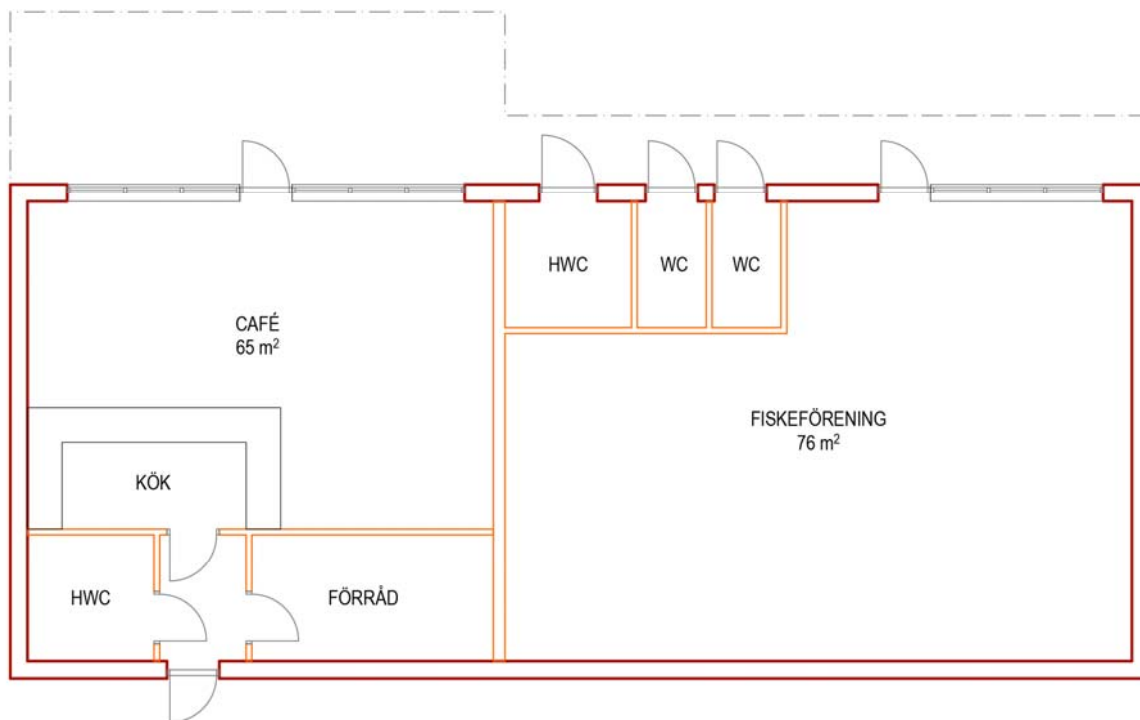 HWC
WC
WC
CAFÉ
65 m²
FISKEFÖRENING
76 m²
KÖK
HWC
FÖRRÅD